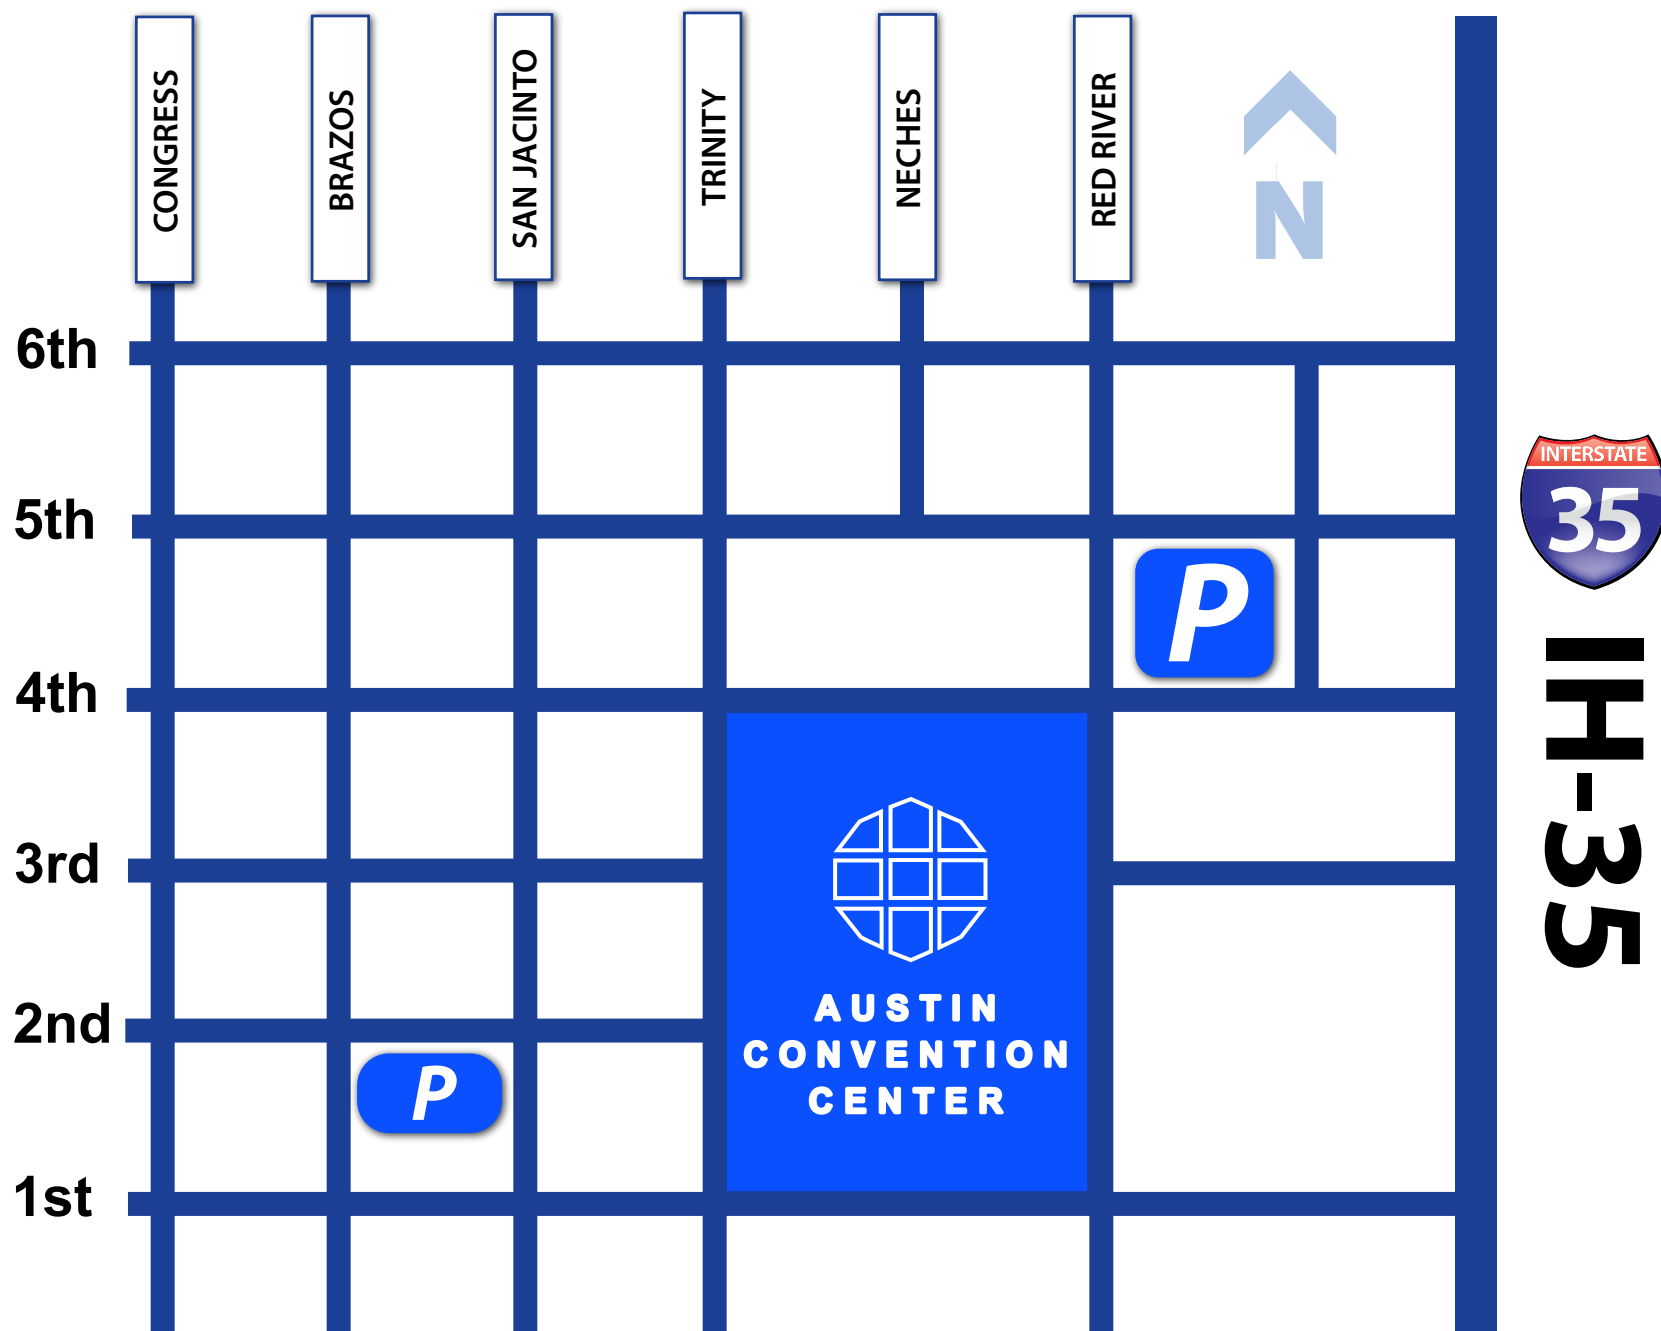 CONGRESS
BRAZOS
SAN JACINTO
TRINITY
NECHES
RED RIVER
N
6th
INTERSTATE
35
5th
P
IH-35
4th
3rd
AUSTIN
CONVENTION
CENTER
2nd
P
1st